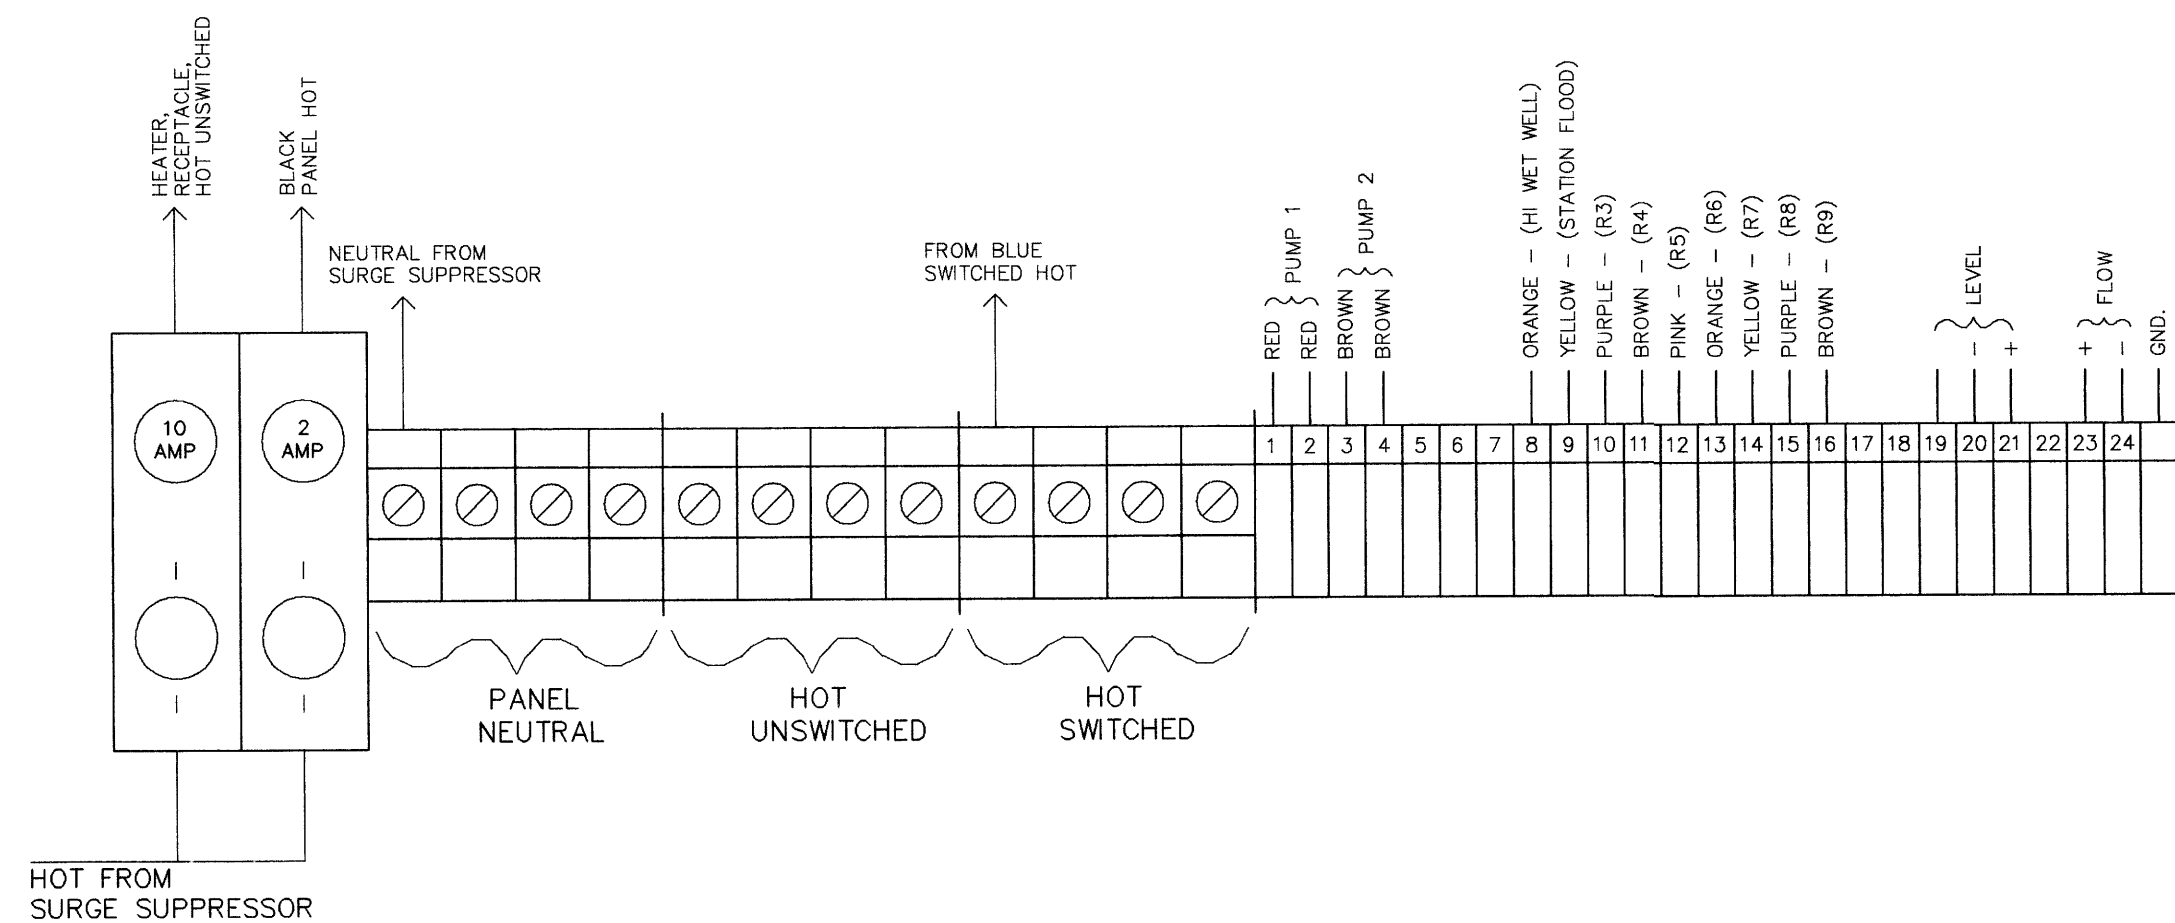 HEATER,
RECEPTACLE,
HOT UNSWITCHED
BLACK
PANEL HOT
NEUTRAL FROM
SURGE SUPPRESSOR
FROM BLUE
SWITCHED HOT
RED
RED
PUMP 1
BROWN
BROWN
PUMP 2
ORANGE - (HI WET WELL)
YELLOW - (STATION FLOOD)
PURPLE - (R3)
BROWN - (R4)
PINK - (R5)
ORANGE - (R6)
YELLOW - (R7)
PURPLE - (R8)
BROWN - (R9)
- +
LEVEL
+ -
FLOW
GND.
10
AMP
2
AMP
1 2 3 4 5 6 7 8 9 10 11 12 13 14 15 16 17 18 19 20 21 22 23 24
PANEL
NEUTRAL
HOT
UNSWITCHED
HOT
SWITCHED
HOT FROM
SURGE SUPPRESSOR